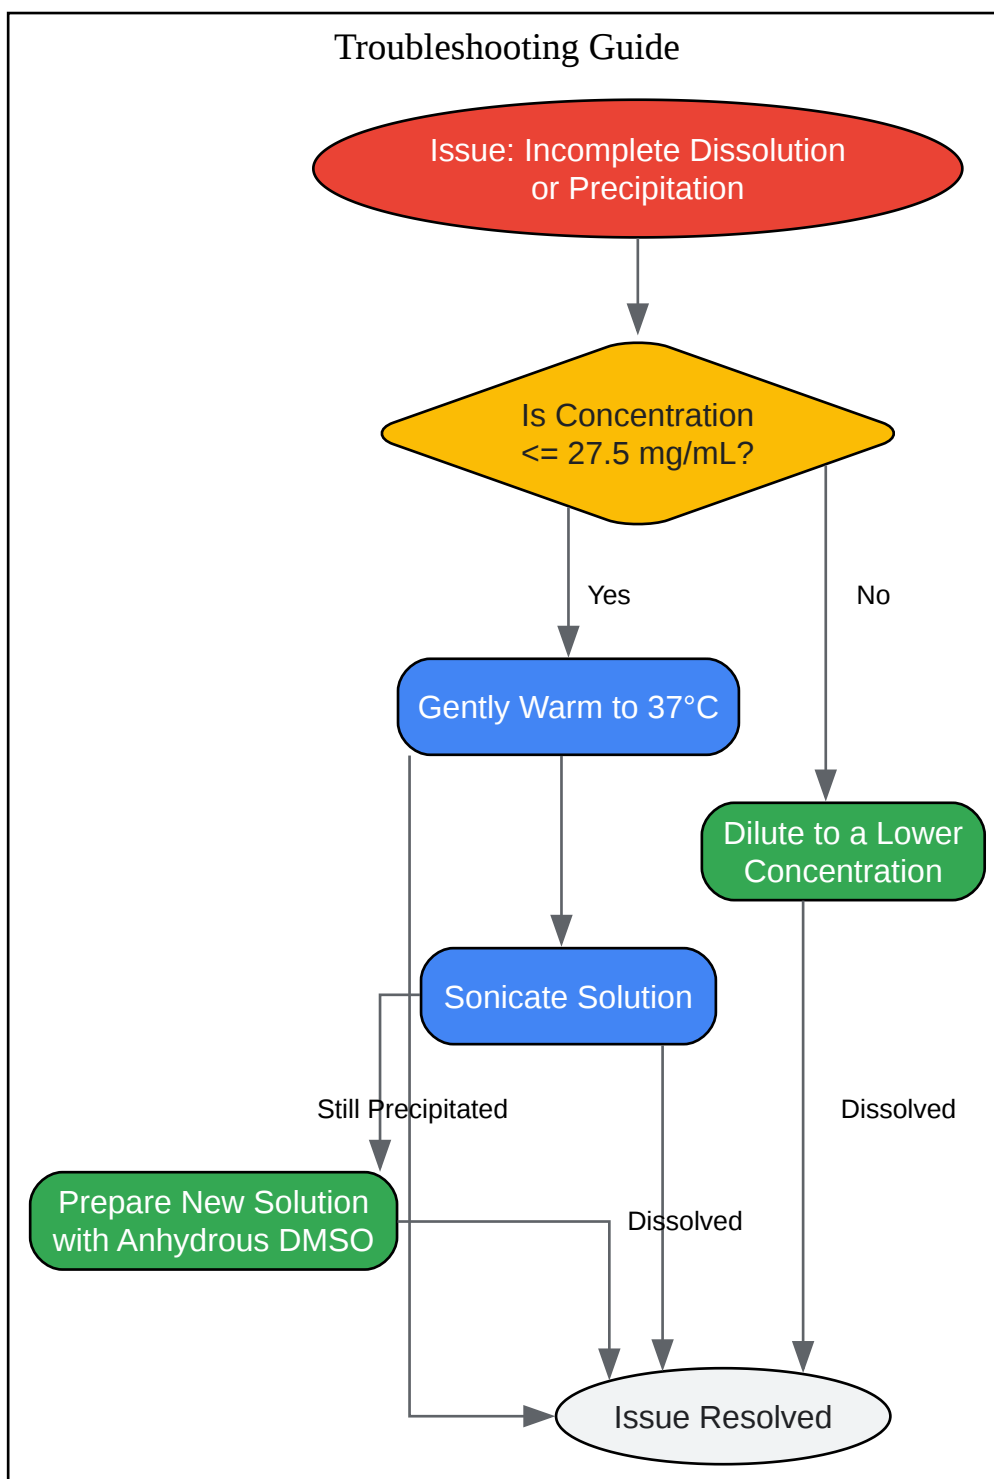 Troubleshooting Guide
Issue: Incomplete Dissolution
or Precipitation
Is Concentration
<= 27.5 mg/mL?
Yes
No
Gently Warm to 37°C
Dilute to a Lower
Concentration
Sonicate Solution
Still Precipitated
Dissolved
Prepare New Solution
with Anhydrous DMSO
Dissolved
Issue Resolved